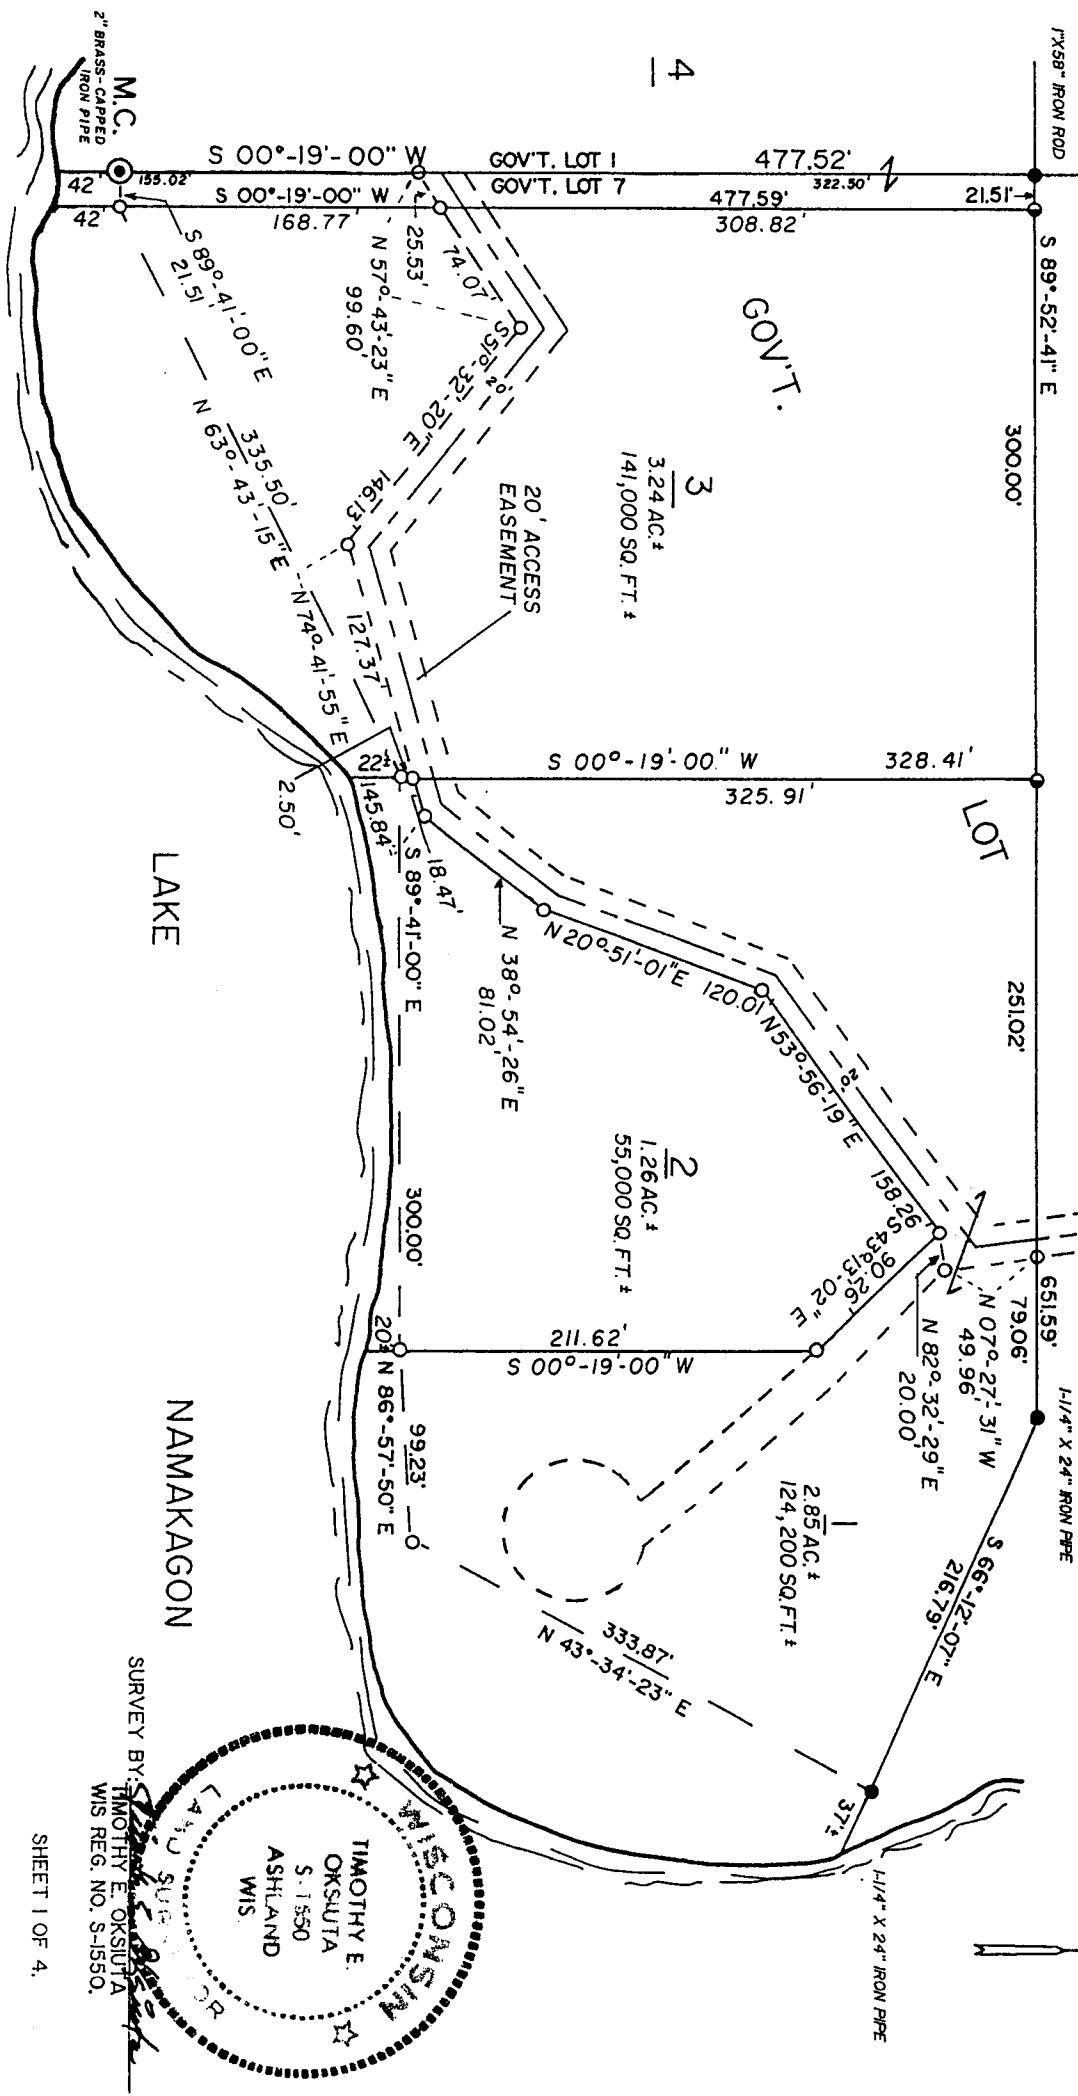 1"X58" IRON ROD
1-1/4" X 24" IRON PIPE
1-1/4" X 24" IRON PIPE
21.51'
S 89°-52'-41" E
300.00'
251.02'
651.59'
79.06'
S 66°-12'-07" E
216.79'
37'±
4
GOV'T.
LOT
3
3.24 AC.±
141,000 SQ. FT. ±
2
1.26 AC.±
55,000 SQ. FT. ±
1
2.85 AC.±
124,200 SQ.FT. ±
S 00°-19'-00" W
GOV'T. LOT 1
477.52'
GOV'T. LOT 7
322.50'
155.02'
42'
S 00°-19'-00" W
477.59'
168.77'
308.82'
42'
M.C.
2" BRASS-CAPPED
IRON PIPE
S 89°-41'-00" E
21.51'
25.53'
74.07'
N 57°-43'-23" E
99.60'
S 51°-32'-20" E
146.13'
20'
20' ACCESS
EASEMENT
335.50'
N 63°-43'-15" E
N 74°-41'-55" E
127.37'
S 00°-19'-00" W
328.41'
325.91'
22'±
2.50'
145.84'
S 89°-41'-00" E
300.00'
18.47'
N 38°-54'-26" E
81.02'
N 20°-51'-01" E
120.01'
N 53°-56'-19" E
158.26'
20'
S 43°-13'-02" E
90.26'
N 07°-27'-31" W
49.96'
N 82°-32'-29" E
20.00'
211.62'
S 00°-19'-00" W
20'±
99.23'
N 86°-57'-50" E
333.87'
N 43°-34'-23" E
LAKE
NAMAKAGON
WISCONSIN
TIMOTHY E.
OKSIUTA
S-1550
ASHLAND
WIS.
LAND SURVEYOR
SURVEY BY:
TIMOTHY E. OKSIUTA
WIS REG. NO. S-1550.
SHEET 1 OF 4.